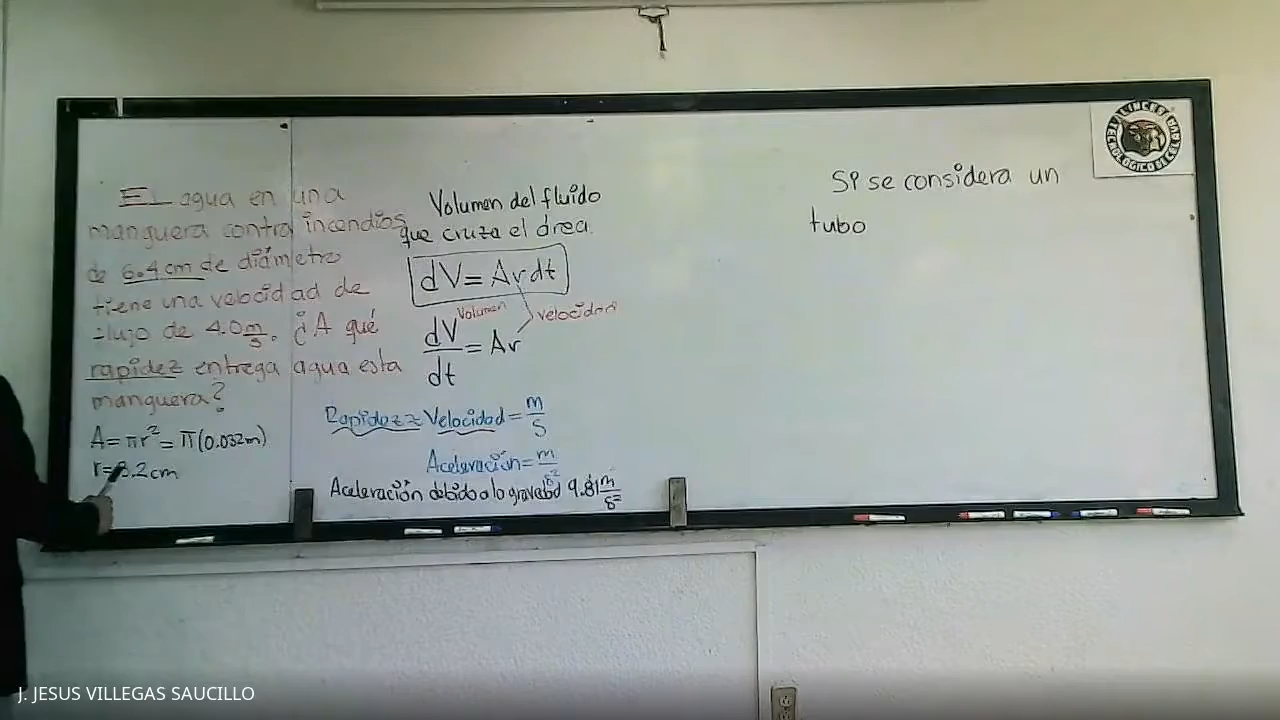 El agua en una
manguera contra incendios
de 6.4 cm de diámetro
tiene una velocidad de
flujo de 4.0 m/s. ¿A qué
rapidez entrega agua esta
manguera?
A = πr² = π(0.032m)
r = 3.2cm
Volumen del fluido
que cruza el área.
dV = Avdt
dV/dt = Av
Volumen
velocidad
Rapidez ≈ Velocidad = m/s
Aceleración = m/s²
Aceleración debido a la gravedad 9.81 m/s²
Si se considera un
tubo
J. JESUS VILLEGAS SAUCILLO